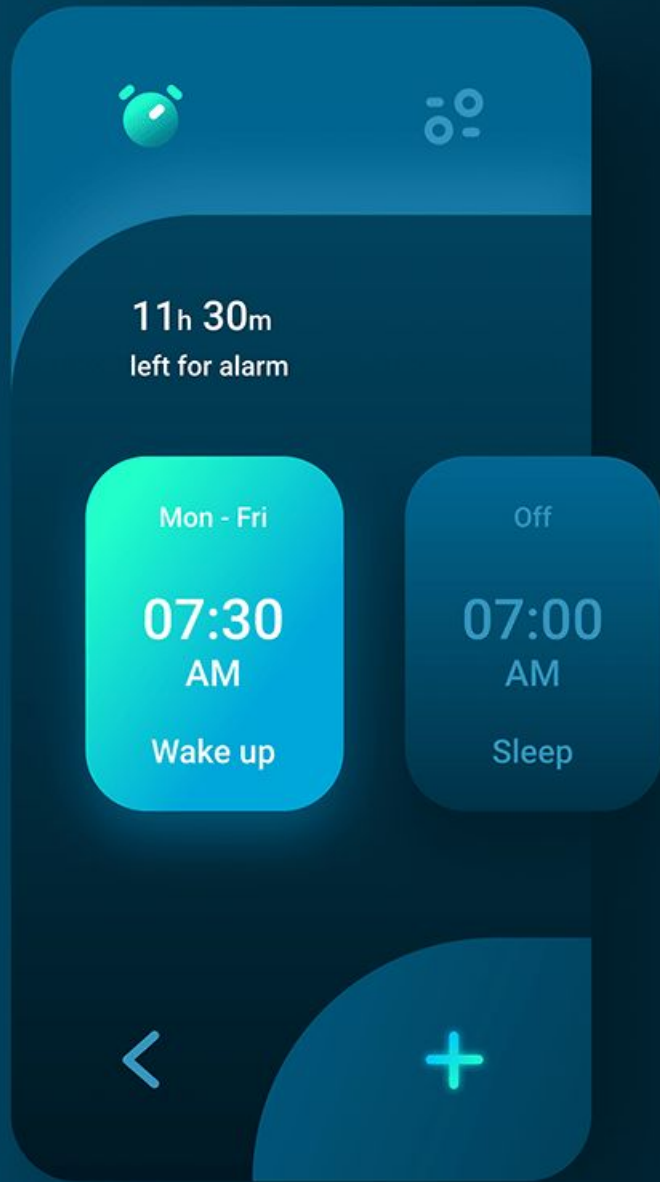 11h 30m
left for alarm
Mon - Fri
07:30
AM
Wake up
Off
07:00
AM
Sleep